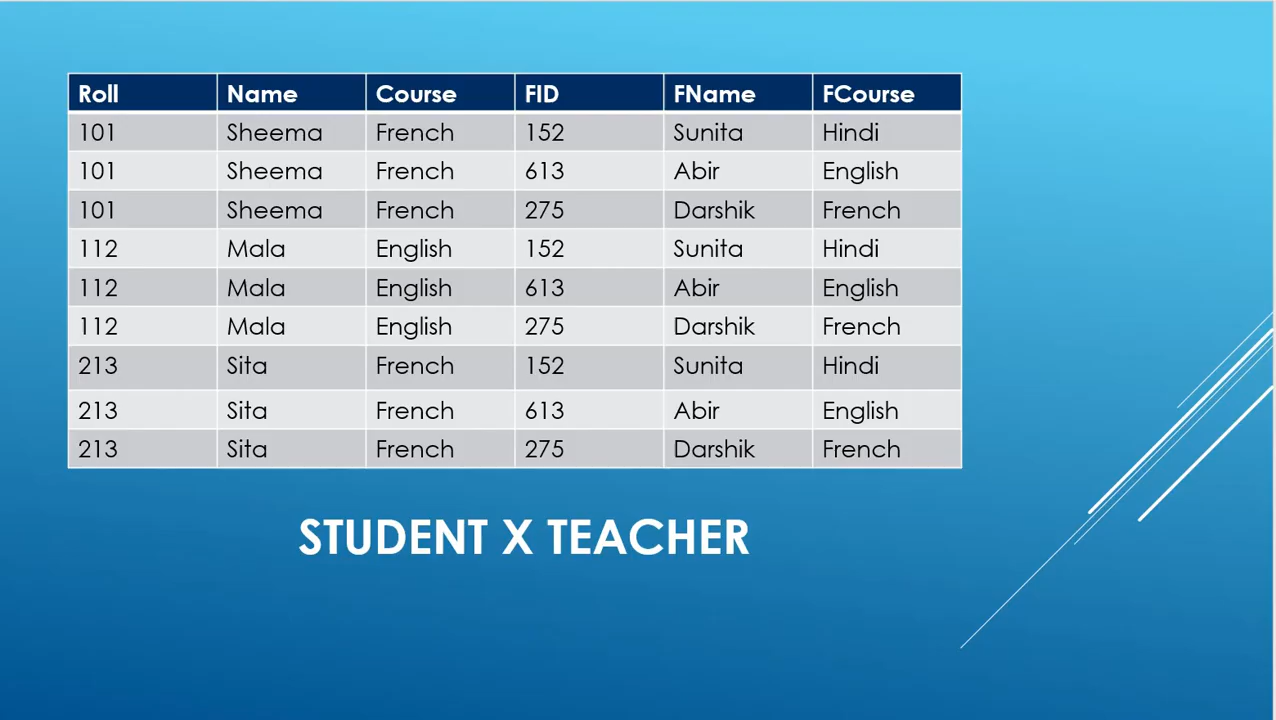 Roll Name Course FID FName FCourse
101 Sheema French 152 Sunita Hindi
101 Sheema French 613 Abir English
101 Sheema French 275 Darshik French
112 Mala English 152 Sunita Hindi
112 Mala English 613 Abir English
112 Mala English 275 Darshik French
213 Sita French 152 Sunita Hindi
213 Sita French 613 Abir English
213 Sita French 275 Darshik French
STUDENT X TEACHER